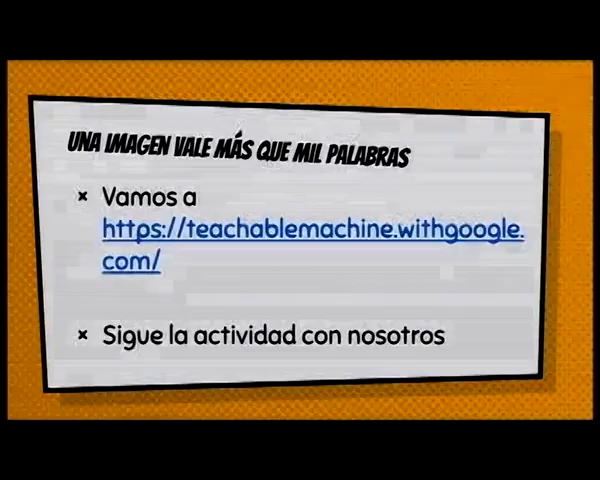 UNA IMAGEN VALE MÁS QUE MIL PALABRAS
× Vamos a
https://teachablemachine.withgoogle.
com/
× Sigue la actividad con nosotros